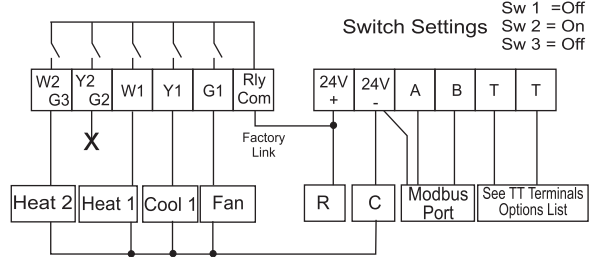 Switch Settings
Sw 1 =Off
Sw 2 = On
Sw 3 = Off
W2
G3
Y2
G2
W1
Y1
G1
Rly
Com
24V
+
24V
-
A
B
T
T
X
Factory
Link
Heat 2
Heat 1
Cool 1
Fan
R
C
Modbus
Port
See TT Terminals
Options List